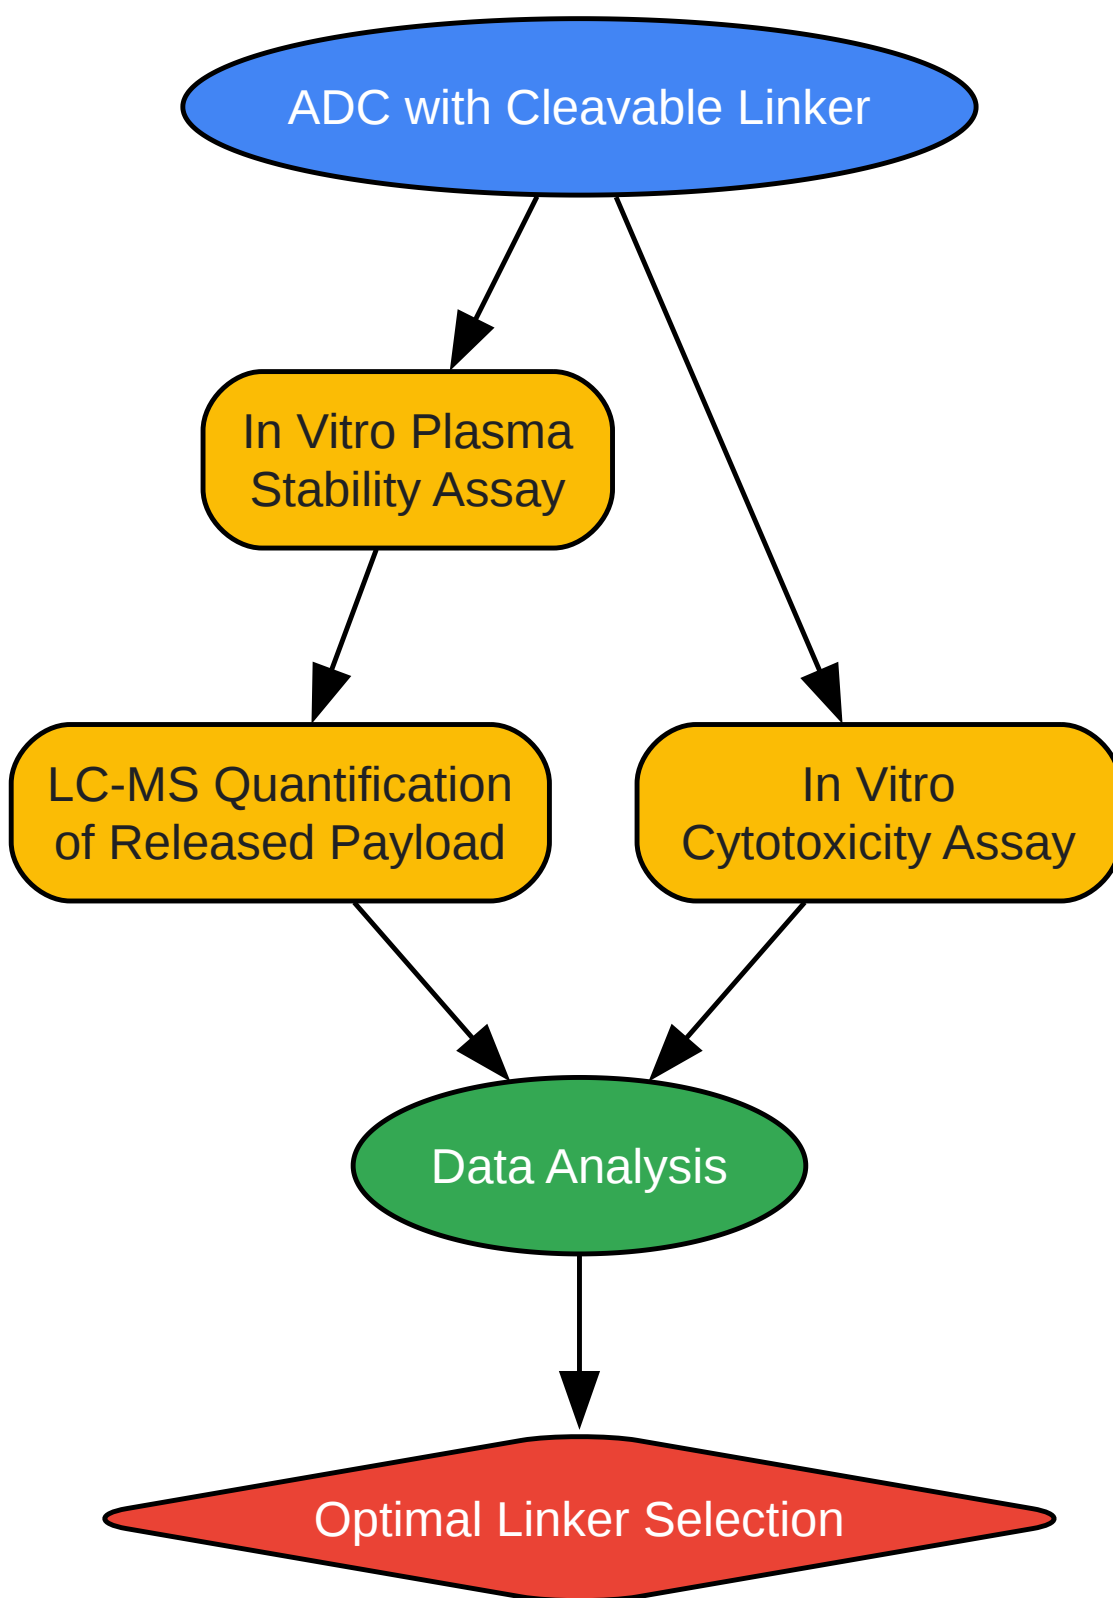 ADC with Cleavable Linker
In Vitro Plasma
Stability Assay
LC-MS Quantification
of Released Payload
In Vitro
Cytotoxicity Assay
Data Analysis
Optimal Linker Selection